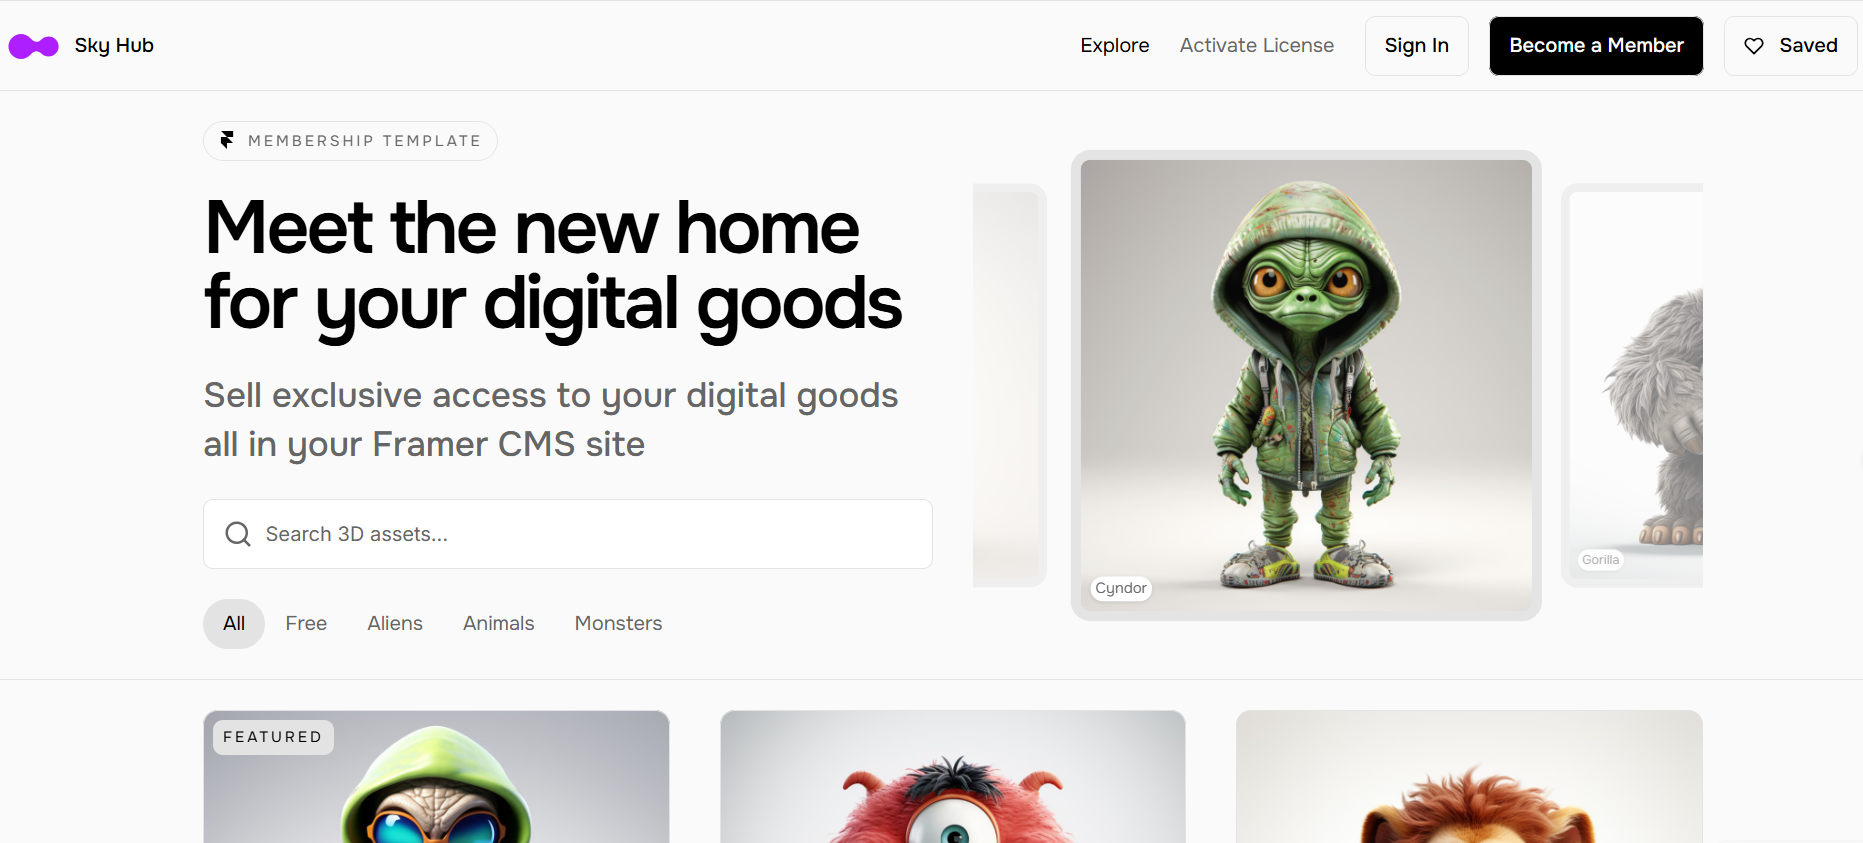 Sky Hub
Explore
Activate License
Sign In
Become a Member
Saved
MEMBERSHIP TEMPLATE
Meet the new home
for your digital goods
Sell exclusive access to your digital goods
all in your Framer CMS site
Search 3D assets...
All
Free
Aliens
Animals
Monsters
Cyndor
Gorilla
FEATURED